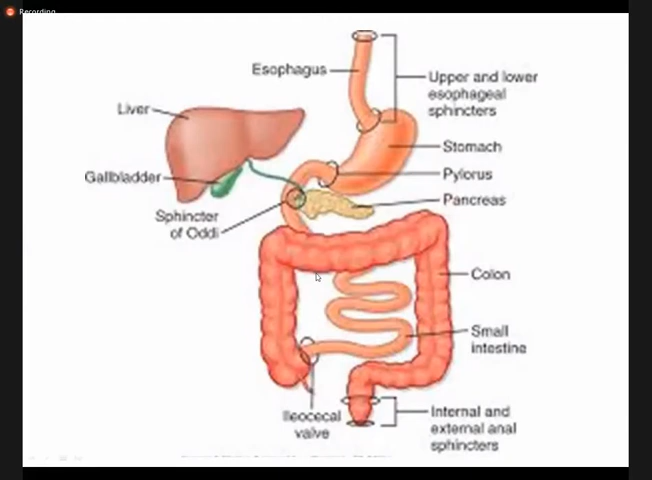 Recording
Esophagus
Upper and lower
esophageal
sphincters
Liver
Stomach
Gallbladder
Pylorus
Pancreas
Sphincter
of Oddi
Colon
Small
intestine
Ileocecal
valve
Internal and
external anal
sphincters